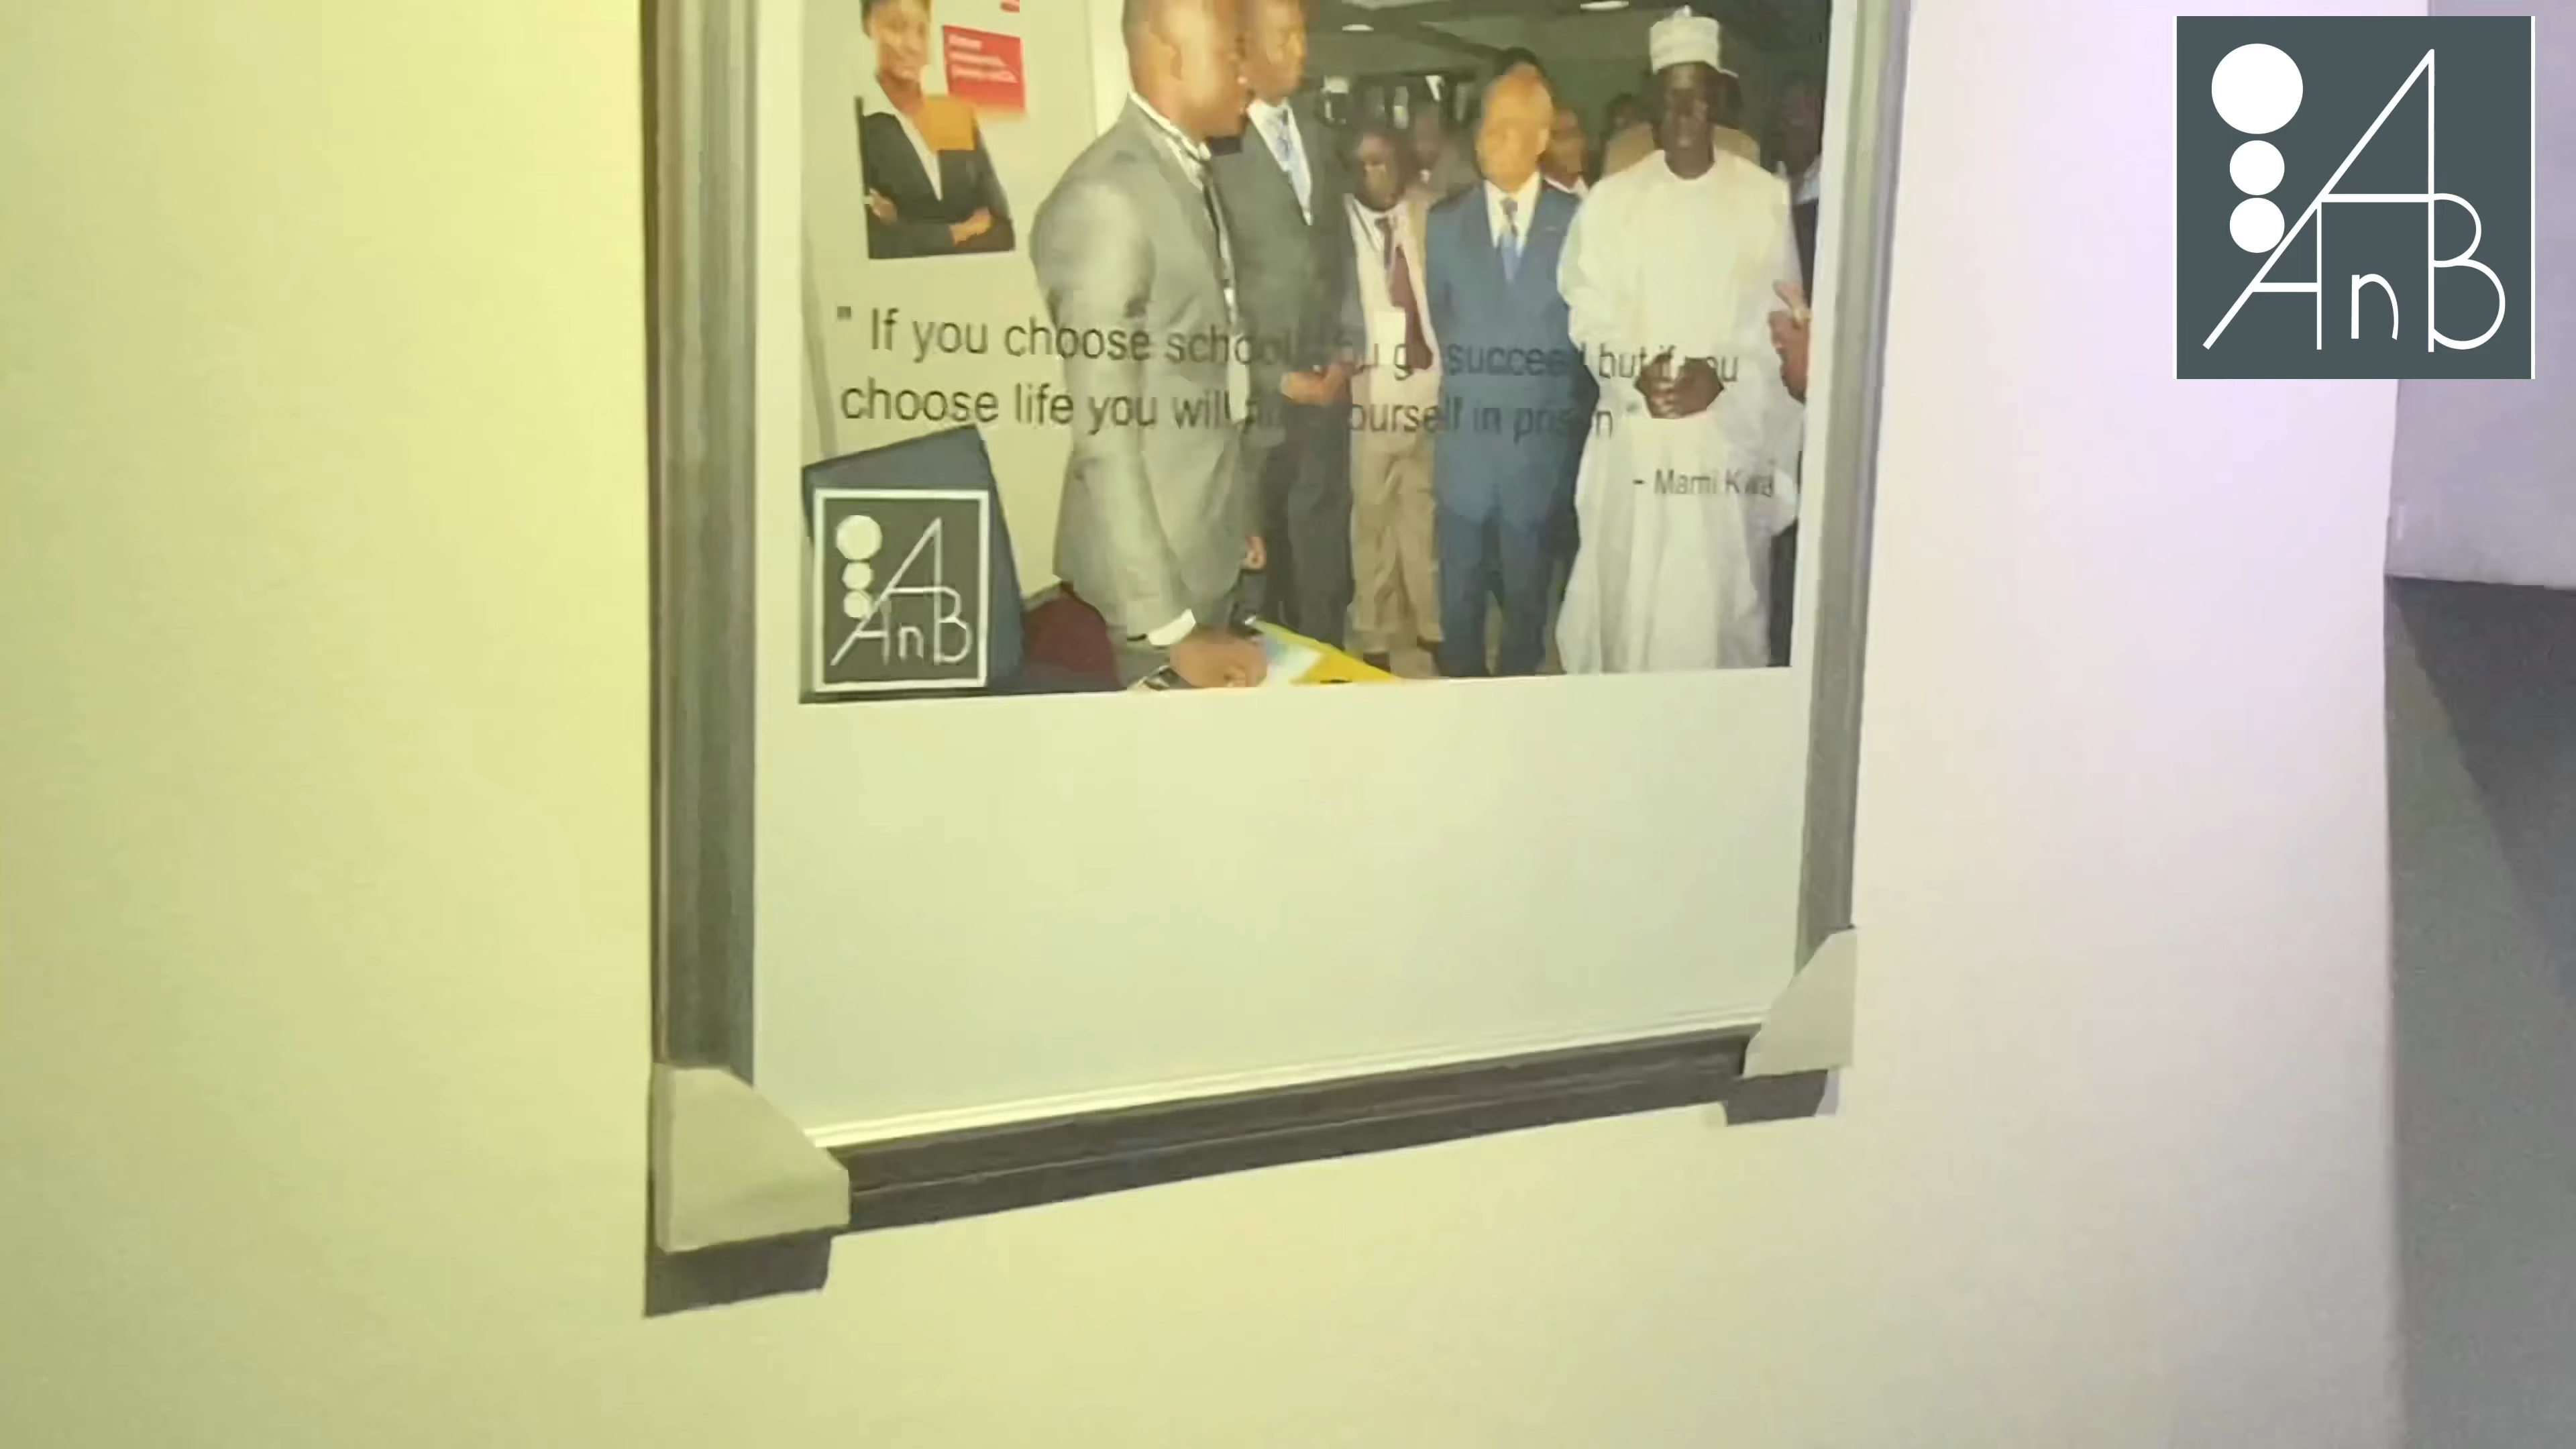 " If you choose school you go succeed but if you
choose life you will find yourself in prison "
- Mami Kwa
AnB
A
AnB